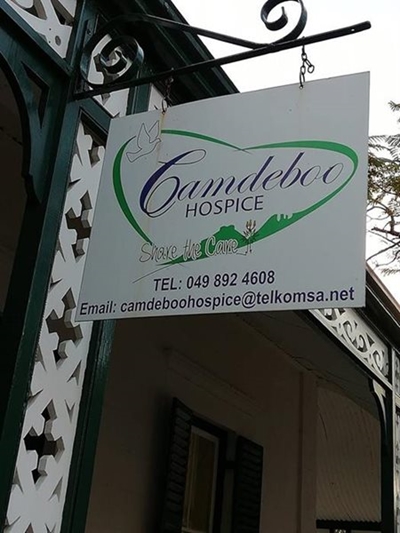 Camdeboo
HOSPICE
Share the Care
TEL: 049 892 4608
Email: camdeboohospice@telkomsa.net